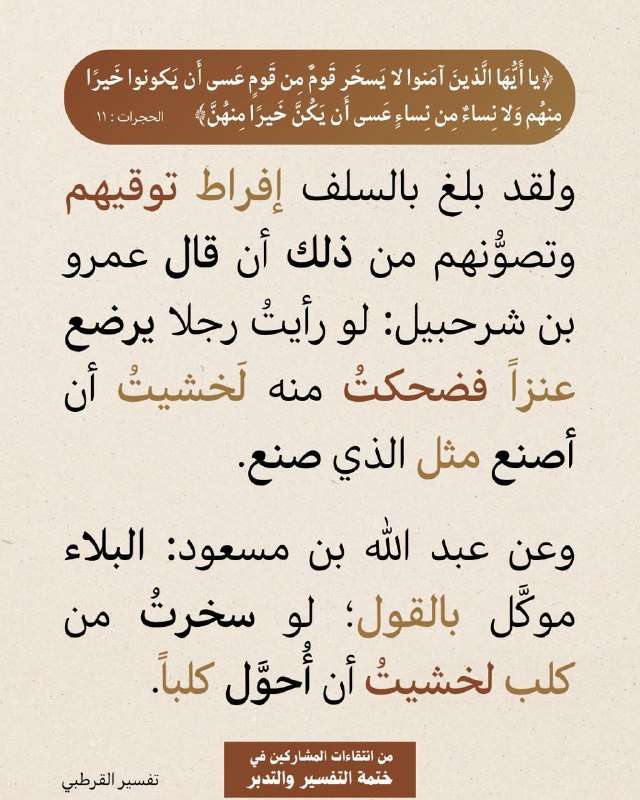 ﴿يا أَيُّهَا الَّذينَ آمَنوا لا يَسخَر قَومٌ مِن قَومٍ عَسى أَن يَكونوا خَيرًا
مِنهُم وَلا نِساءٌ مِن نِساءٍ عَسى أَن يَكُنَّ خَيرًا مِنهُنَّ﴾ الحجرات : ١١
ولقد بلغ بالسلف إفراط توقيهم
وتصوُّنهم من ذلك أن قال عمرو
بن شرحبيل: لو رأيتُ رجلا يرضع
عنزاً فضحكتُ منه لَخشيتُ أن
أصنع مثل الذي صنع.
وعن عبد الله بن مسعود: البلاء
موكَّل بالقول؛ لو سخرتُ من
كلب لخشيتُ أن أُحوَّل كلباً.
من انتقاءات المشاركين في
ختمة التفسير والتدبر
تفسير القرطبي